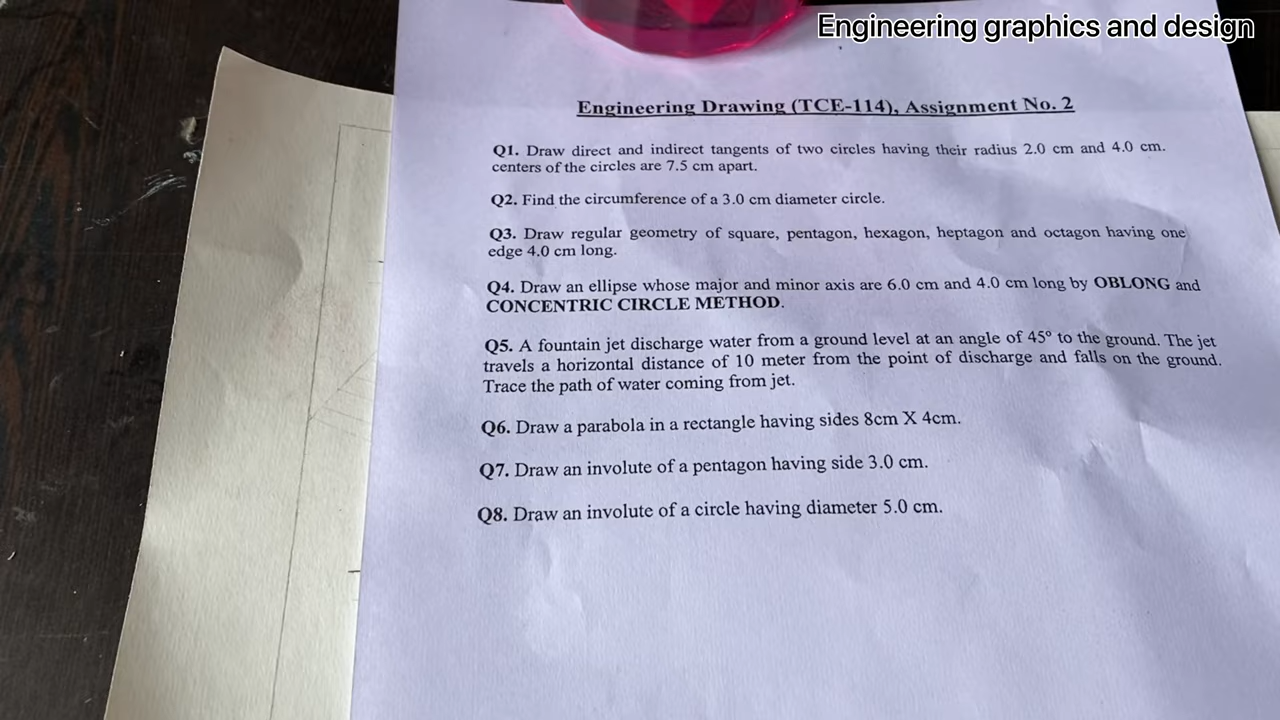 Engineering graphics and design
Engineering Drawing (TCE-114), Assignment No. 2
Q1. Draw direct and indirect tangents of two circles having their radius 2.0 cm and 4.0 cm.
centers of the circles are 7.5 cm apart.
Q2. Find the circumference of a 3.0 cm diameter circle.
Q3. Draw regular geometry of square, pentagon, hexagon, heptagon and octagon having one
edge 4.0 cm long.
Q4. Draw an ellipse whose major and minor axis are 6.0 cm and 4.0 cm long by OBLONG and
CONCENTRIC CIRCLE METHOD.
Q5. A fountain jet discharge water from a ground level at an angle of 45° to the ground. The jet
travels a horizontal distance of 10 meter from the point of discharge and falls on the ground.
Trace the path of water coming from jet.
Q6. Draw a parabola in a rectangle having sides 8cm X 4cm.
Q7. Draw an involute of a pentagon having side 3.0 cm.
Q8. Draw an involute of a circle having diameter 5.0 cm.